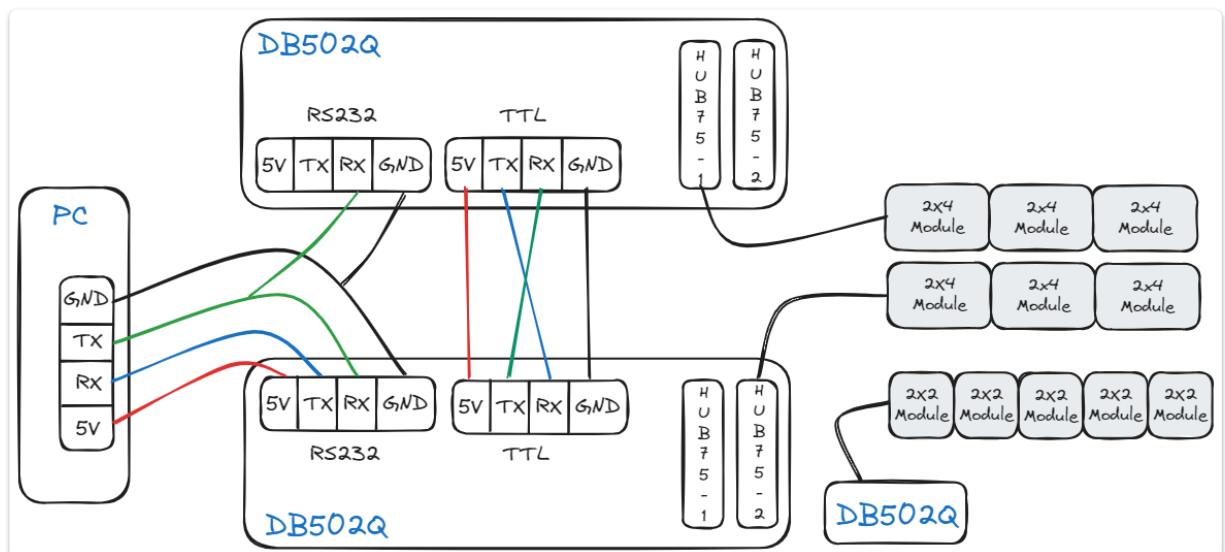 DB502Q
HUB75-1
HUB75-2
RS232
TTL
5V TX RX GND
5V TX RX GND
PC
GND
TX
RX
5V
2x4 Module
2x4 Module
2x4 Module
2x4 Module
2x4 Module
2x4 Module
2x2 Module
2x2 Module
2x2 Module
2x2 Module
2x2 Module
5V TX RX GND
5V TX RX GND
RS232
TTL
HUB75-1
HUB75-2
DB502Q
DB502Q